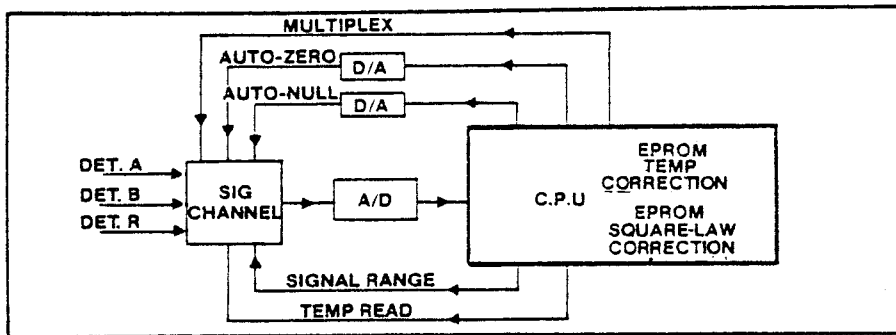 MULTIPLEX
AUTO-ZERO
D/A
AUTO-NULL
D/A
DET. A
DET. B
DET. R
SIG
CHANNEL
A/D
C.P.U
EPROM
TEMP
CORRECTION
EPROM
SQUARE-LAW
CORRECTION
SIGNAL RANGE
TEMP READ